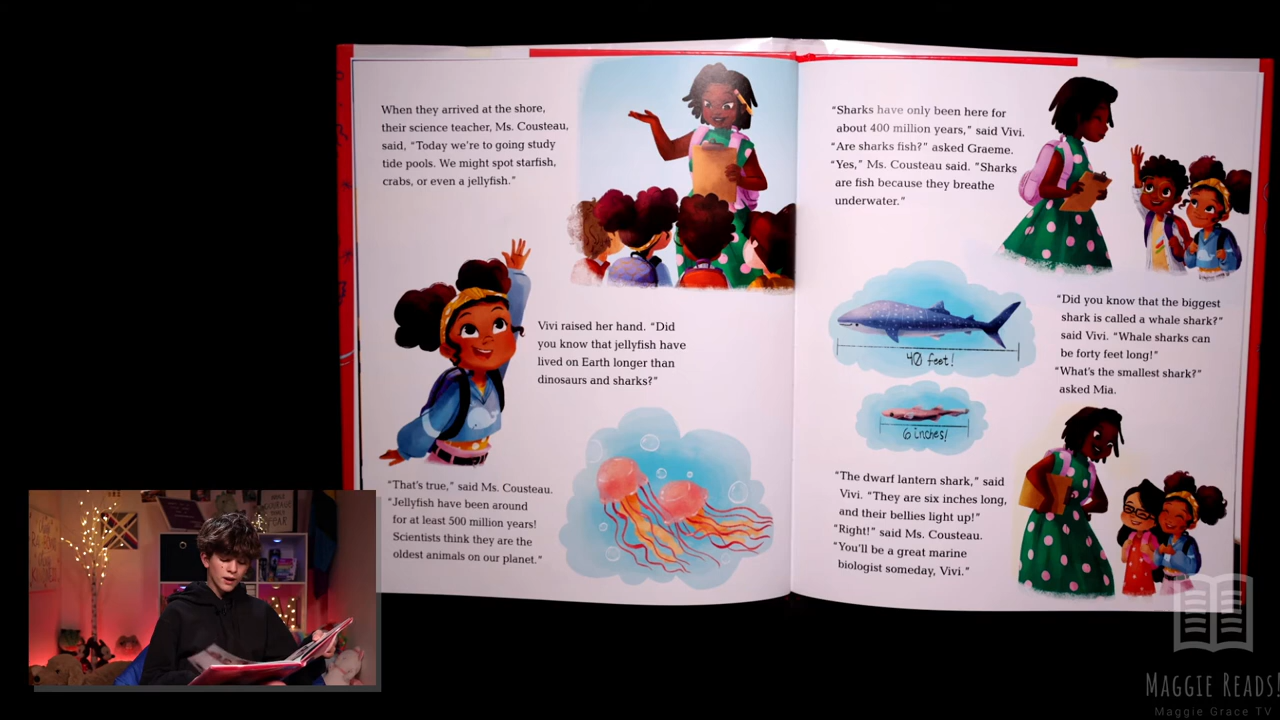 When they arrived at the shore,
their science teacher, Ms. Cousteau,
said, “Today we’re to going study
tide pools. We might spot starfish,
crabs, or even a jellyfish.”
Vivi raised her hand. “Did
you know that jellyfish have
lived on Earth longer than
dinosaurs and sharks?”
“That’s true,” said Ms. Cousteau.
“Jellyfish have been around
for at least 500 million years!
Scientists think they are the
oldest animals on our planet.”
“Sharks have only been here for
about 400 million years,” said Vivi.
“Are sharks fish?” asked Graeme.
“Yes,” Ms. Cousteau said. “Sharks
are fish because they breathe
underwater.”
40 feet!
6 inches!
“Did you know that the biggest
shark is called a whale shark?”
said Vivi. “Whale sharks can
be forty feet long!”
“What’s the smallest shark?”
asked Mia.
“The dwarf lantern shark,” said
Vivi. “They are six inches long,
and their bellies light up!”
“Right!” said Ms. Cousteau.
“You’ll be a great marine
biologist someday, Vivi.”
Maggie Reads!
Maggie Grace TV